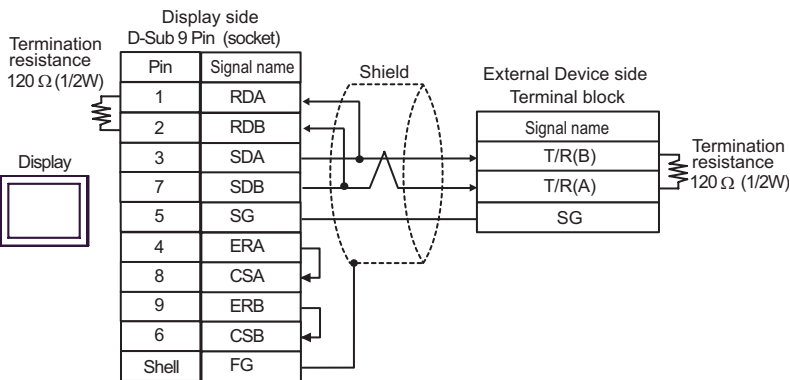 Display side
D-Sub 9 Pin (socket)
Termination
resistance
120 Ω (1/2W)
Pin Signal name
1 RDA
2 RDB
3 SDA
7 SDB
5 SG
4 ERA
8 CSA
9 ERB
6 CSB
Shell FG
Display
Shield
External Device side
Terminal block
Signal name
T/R(B)
T/R(A)
SG
Termination
resistance
120 Ω (1/2W)